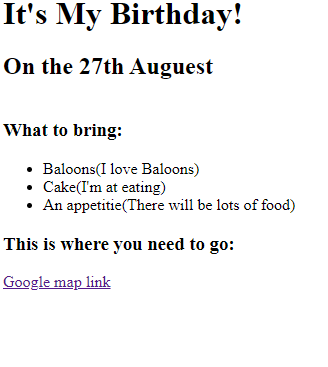 It's My Birthday!
On the 27th Auguest
What to bring:
Baloons(I love Baloons)
Cake(I'm at eating)
An appetitie(There will be lots of food)
This is where you need to go:
Google map link